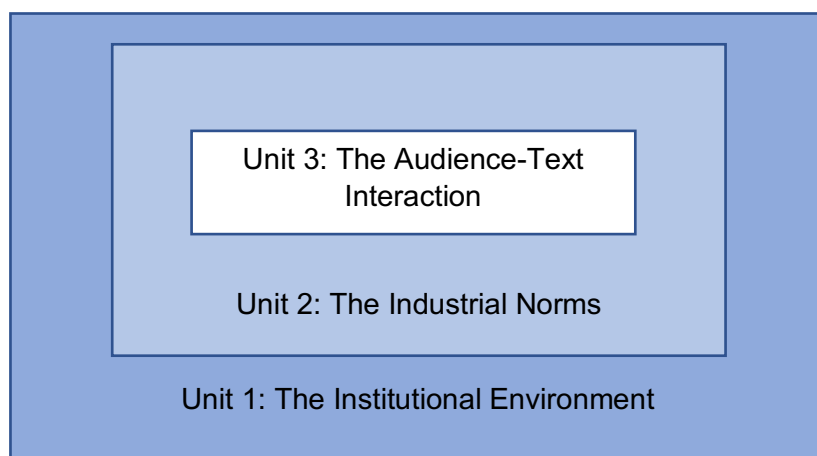 Unit 3: The Audience-Text
Interaction
Unit 2: The Industrial Norms
Unit 1: The Institutional Environment